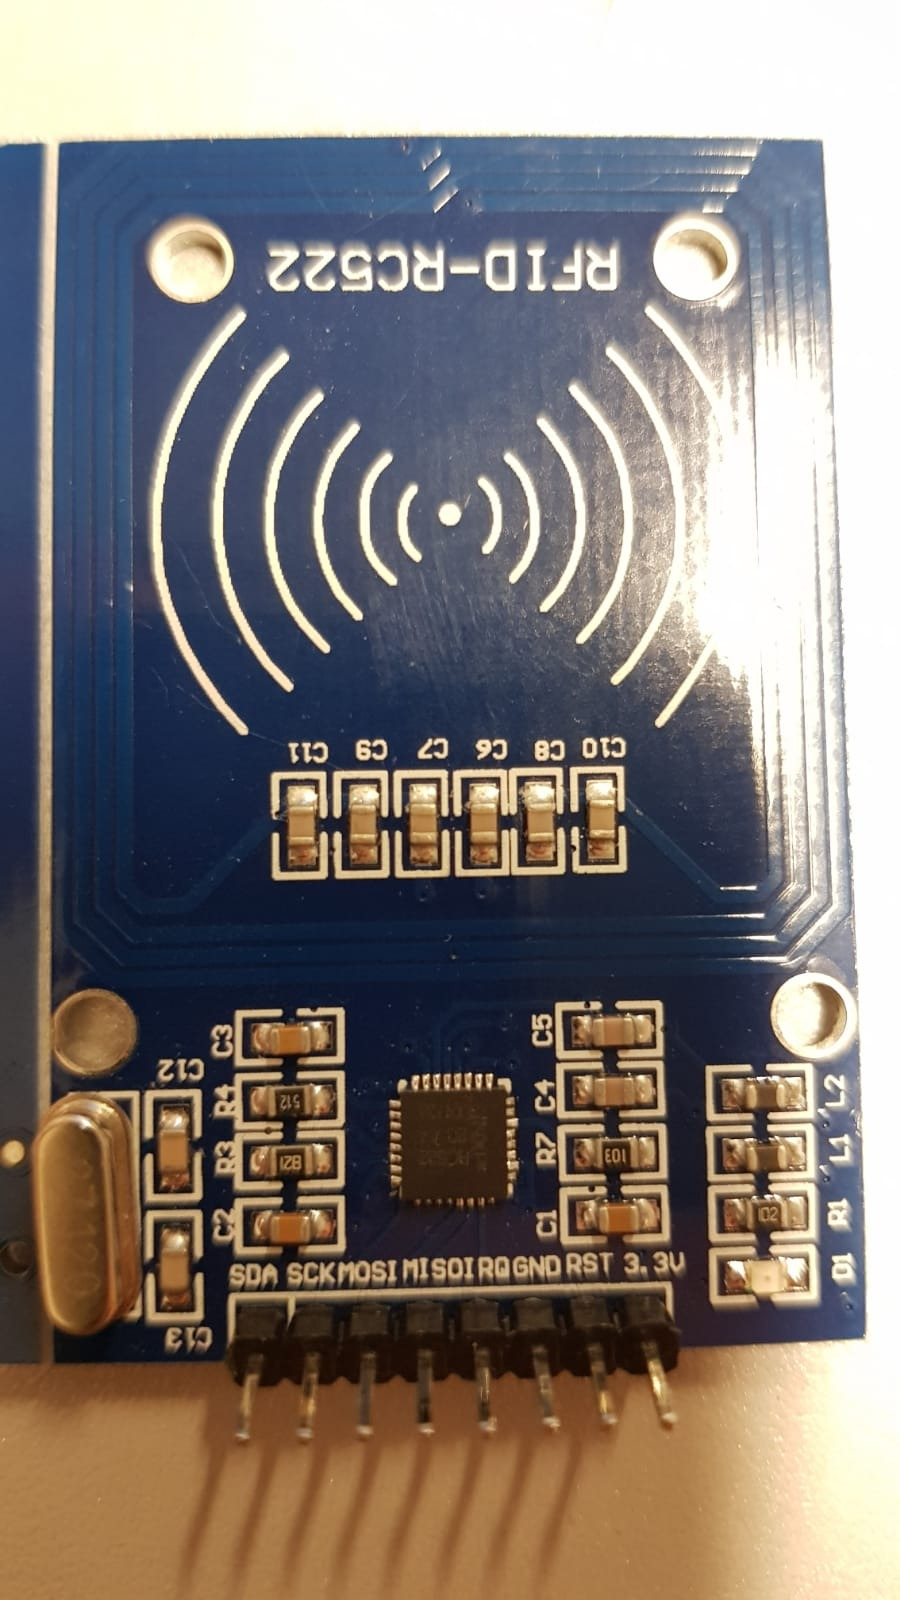 RFID-RC522
C11 C9 C7 C6 C8 C10
C3
C5
C12
R4
512
C4
L2
R3
821
R7
103
L1
C2
C1
R1
102
D1
SDA SCK MOSI MISO IRQ GND RST 3.3V
C13